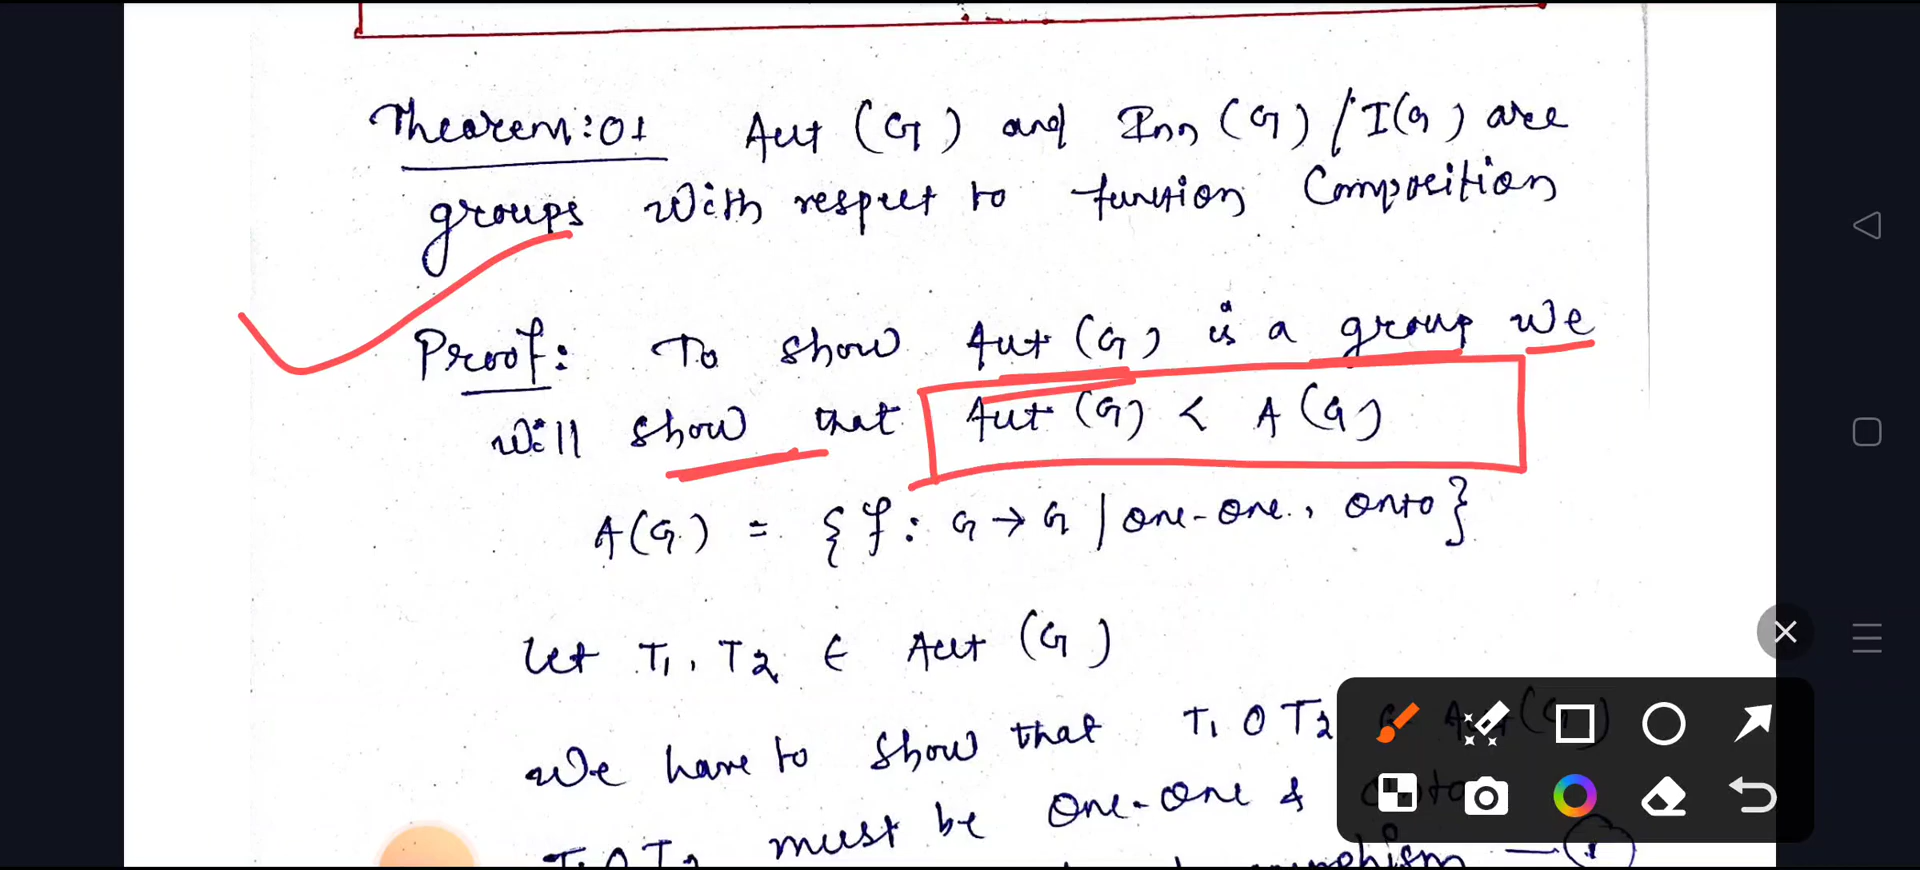 Theorem:01 Aut (G) and Inn (G) / I(G) are
groups with respect to function Composition
Proof: To show Aut (G) is a group we
will show that Aut (G) < A (G)
A(G) = { f : G → G | one-one, onto }
Let T1, T2 ∈ Aut (G)
We have to show that T1 O T2
T1 O T2 must be one-one &